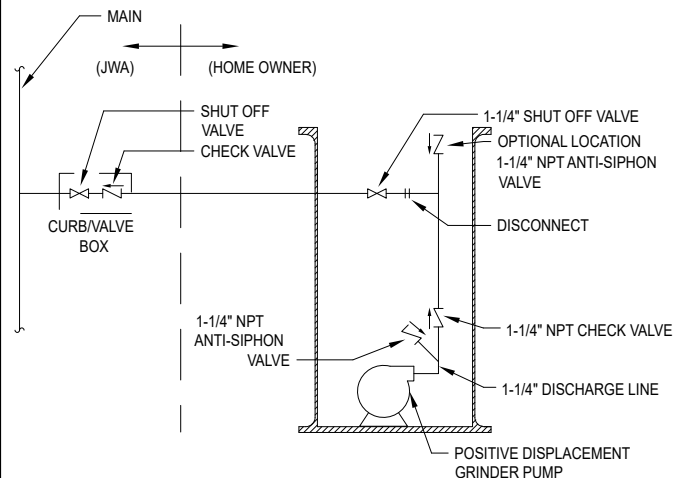 MAIN
(JWA)
(HOME OWNER)
SHUT OFF
VALVE
CHECK VALVE
CURB/VALVE
BOX
1-1/4" SHUT OFF VALVE
OPTIONAL LOCATION
1-1/4" NPT ANTI-SIPHON
VALVE
DISCONNECT
1-1/4" NPT
ANTI-SIPHON
VALVE
1-1/4" NPT CHECK VALVE
1-1/4" DISCHARGE LINE
POSITIVE DISPLACEMENT
GRINDER PUMP